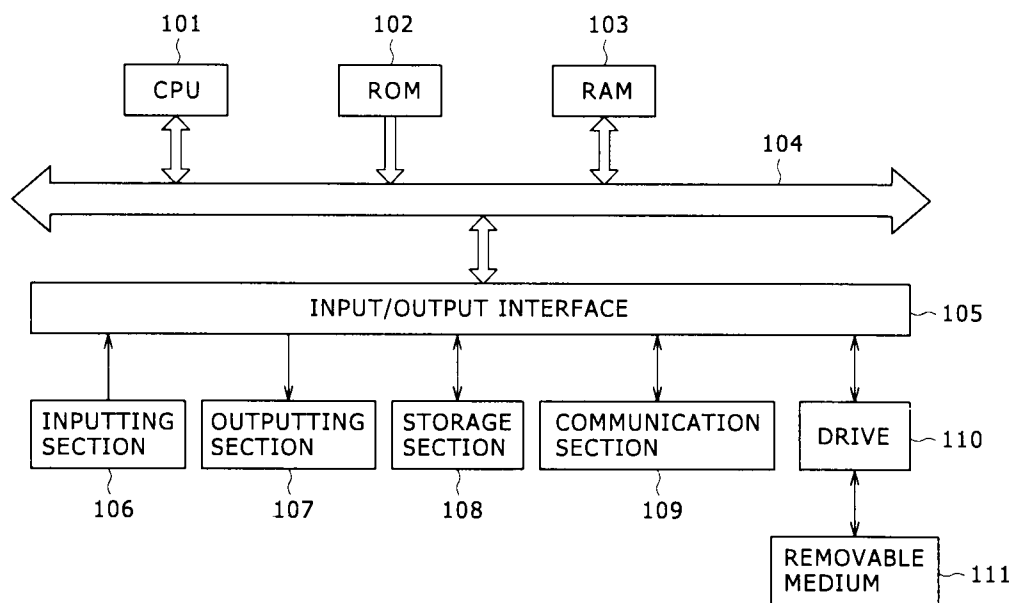 101
102
103
CPU
ROM
RAM
104
INPUT/OUTPUT INTERFACE
105
INPUTTING
SECTION
OUTPUTTING
SECTION
STORAGE
SECTION
COMMUNICATION
SECTION
DRIVE
110
106
107
108
109
REMOVABLE
MEDIUM
111